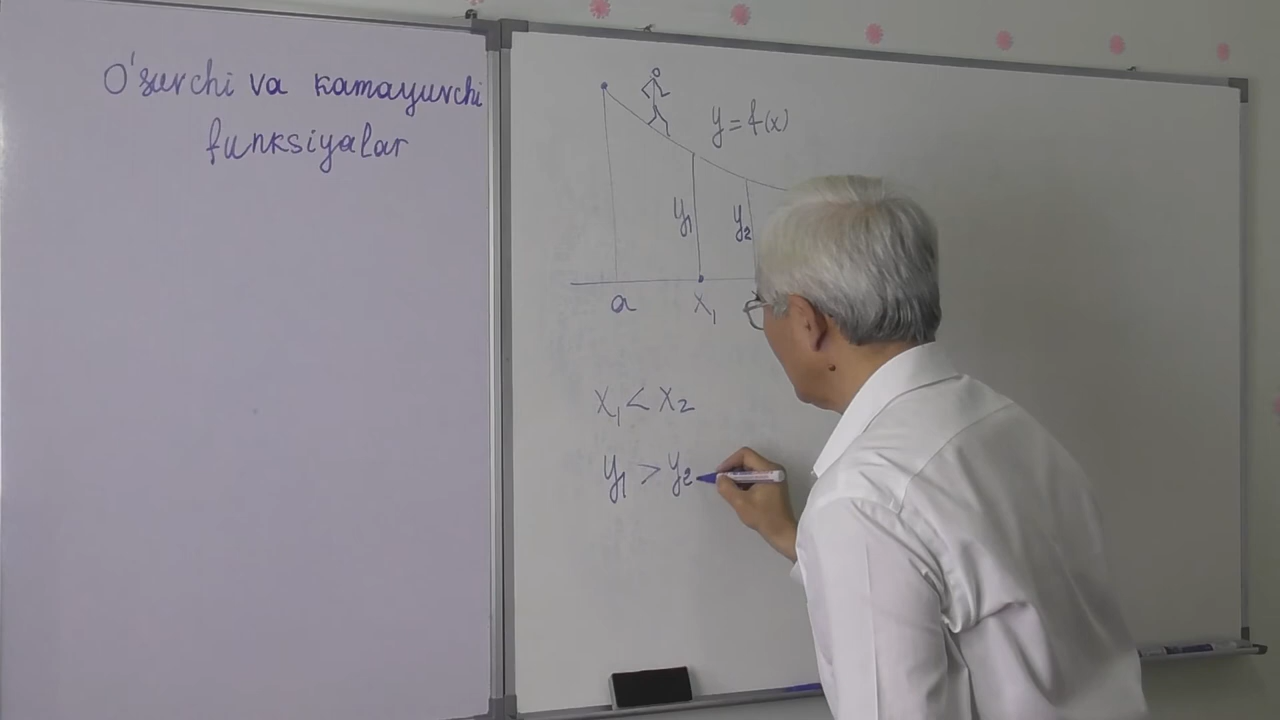 O'suvchi va kamayuvchi
funksiyalar
y = f(x)
y₁ y₂
a x₁
x₁ < x₂
y₁ > y₂